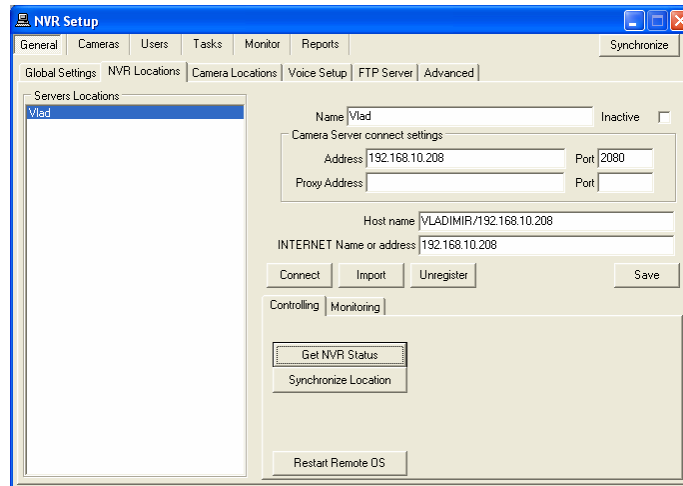 NVR Setup
General Cameras Users Tasks Monitor Reports Synchronize
Global Settings NVR Locations Camera Locations Voice Setup FTP Server Advanced
Servers Locations
Vlad
Name Vlad Inactive
Camera Server connect settings
Address 192.168.10.208 Port 2080
Proxy Address Port
Host name VLADIMIR/192.168.10.208
INTERNET Name or address 192.168.10.208
Connect Import Unregister Save
Controlling Monitoring
Get NVR Status
Synchronize Location
Restart Remote OS